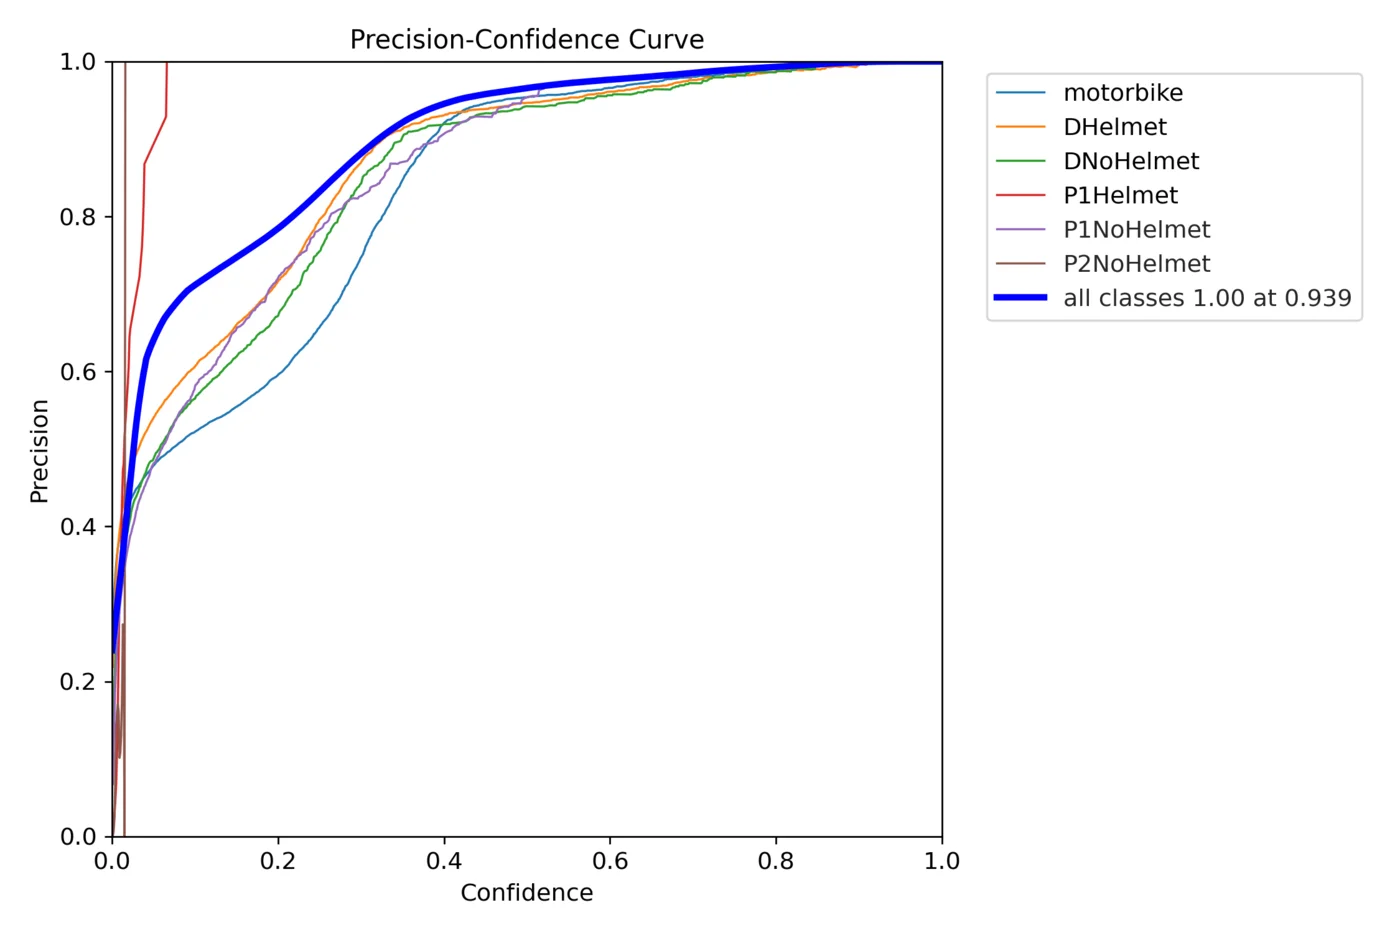 Precision-Confidence Curve
1.0
0.8
0.6
0.4
0.2
0.0
Precision
0.0 0.2 0.4 0.6 0.8 1.0
Confidence
motorbike
DHelmet
DNoHelmet
P1Helmet
P1NoHelmet
P2NoHelmet
all classes 1.00 at 0.939